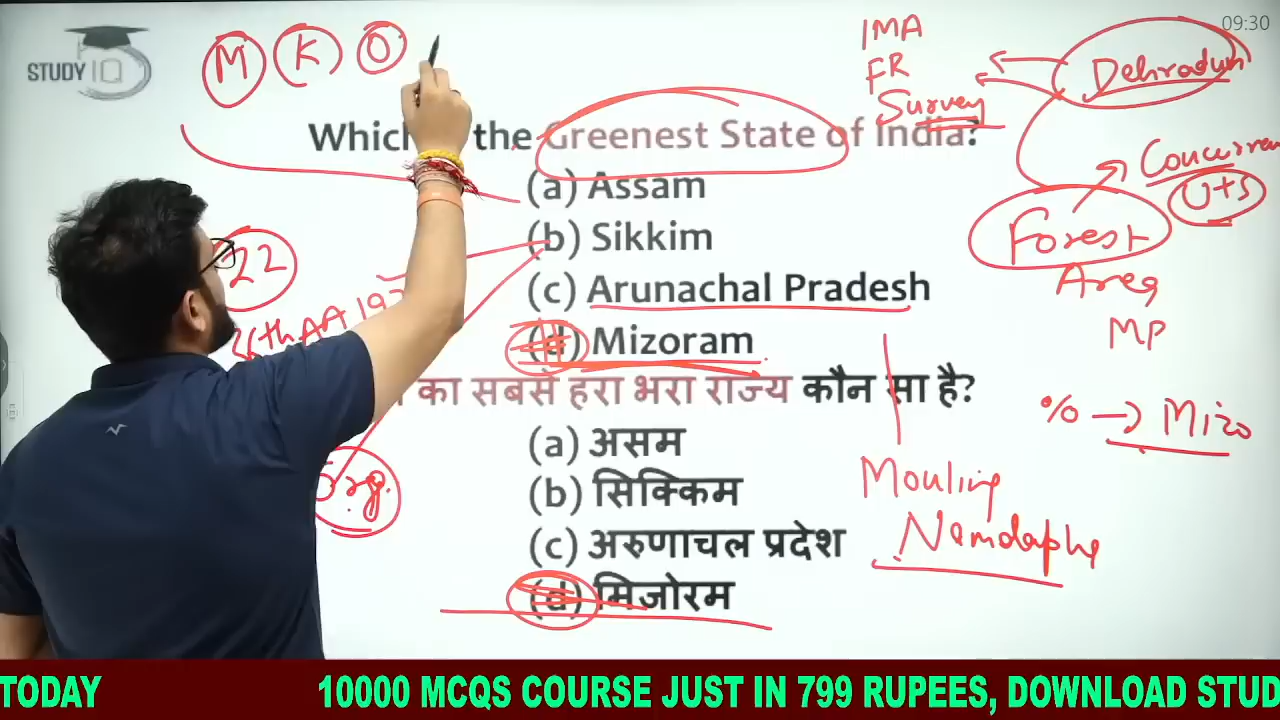 09:30
STUDY IQ
M K O
IMA
FR
Survey
Dehradun
Which the Greenest State of India?
(a) Assam
(b) Sikkim
(c) Arunachal Pradesh
(d) Mizoram
Concurren
U+S
Forest
Area
MP
% → Mizo
22
का सबसे हरा भरा राज्य कौन सा है?
(a) असम
(b) सिक्किम
(c) अरुणाचल प्रदेश
(d) मिजोरम
Mouling
Namdapha
Org.
TODAY 10000 MCQS COURSE JUST IN 799 RUPEES, DOWNLOAD STUD